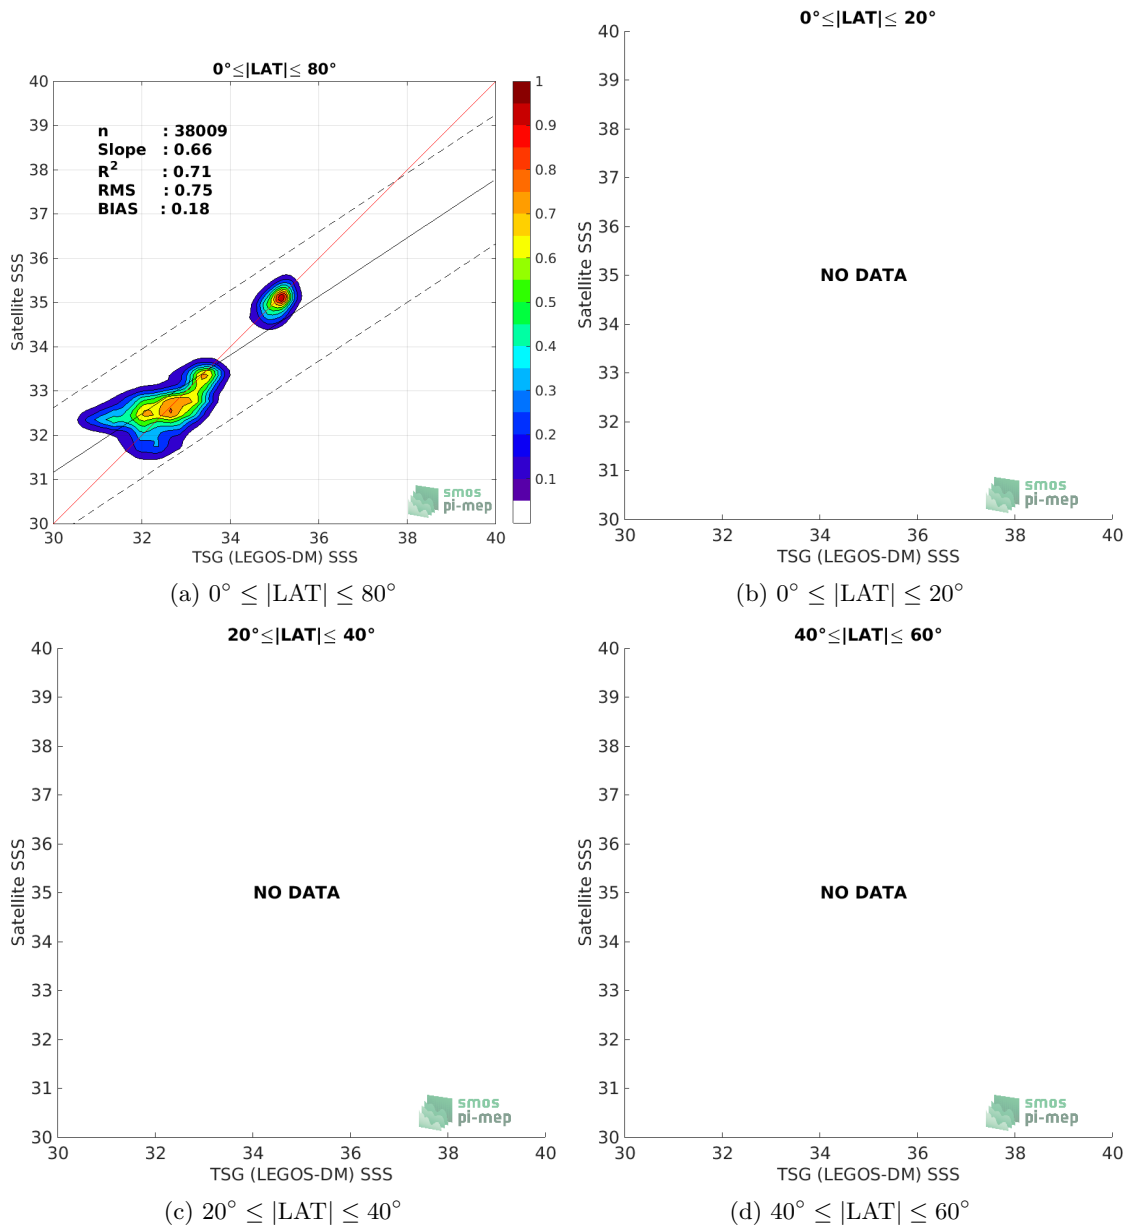 0°≤|LAT|≤ 80°
40
39
38
37
36
35
34
33
32
31
30
n : 38009
Slope : 0.66
R² : 0.71
RMS : 0.75
BIAS : 0.18
1
0.9
0.8
0.7
0.6
0.5
0.4
0.3
0.2
0.1
Satellite SSS
smos
pi-mep
30 32 34 36 38 40
TSG (LEGOS-DM) SSS
(a) 0° ≤ |LAT| ≤ 80°
0°≤|LAT|≤ 20°
40
39
38
37
36
35
34
33
32
31
30
Satellite SSS
NO DATA
smos
pi-mep
30 32 34 36 38 40
TSG (LEGOS-DM) SSS
(b) 0° ≤ |LAT| ≤ 20°
20°≤|LAT|≤ 40°
40
39
38
37
36
35
34
33
32
31
30
Satellite SSS
NO DATA
smos
pi-mep
30 32 34 36 38 40
TSG (LEGOS-DM) SSS
(c) 20° ≤ |LAT| ≤ 40°
40°≤|LAT|≤ 60°
40
39
38
37
36
35
34
33
32
31
30
Satellite SSS
NO DATA
smos
pi-mep
30 32 34 36 38 40
TSG (LEGOS-DM) SSS
(d) 40° ≤ |LAT| ≤ 60°